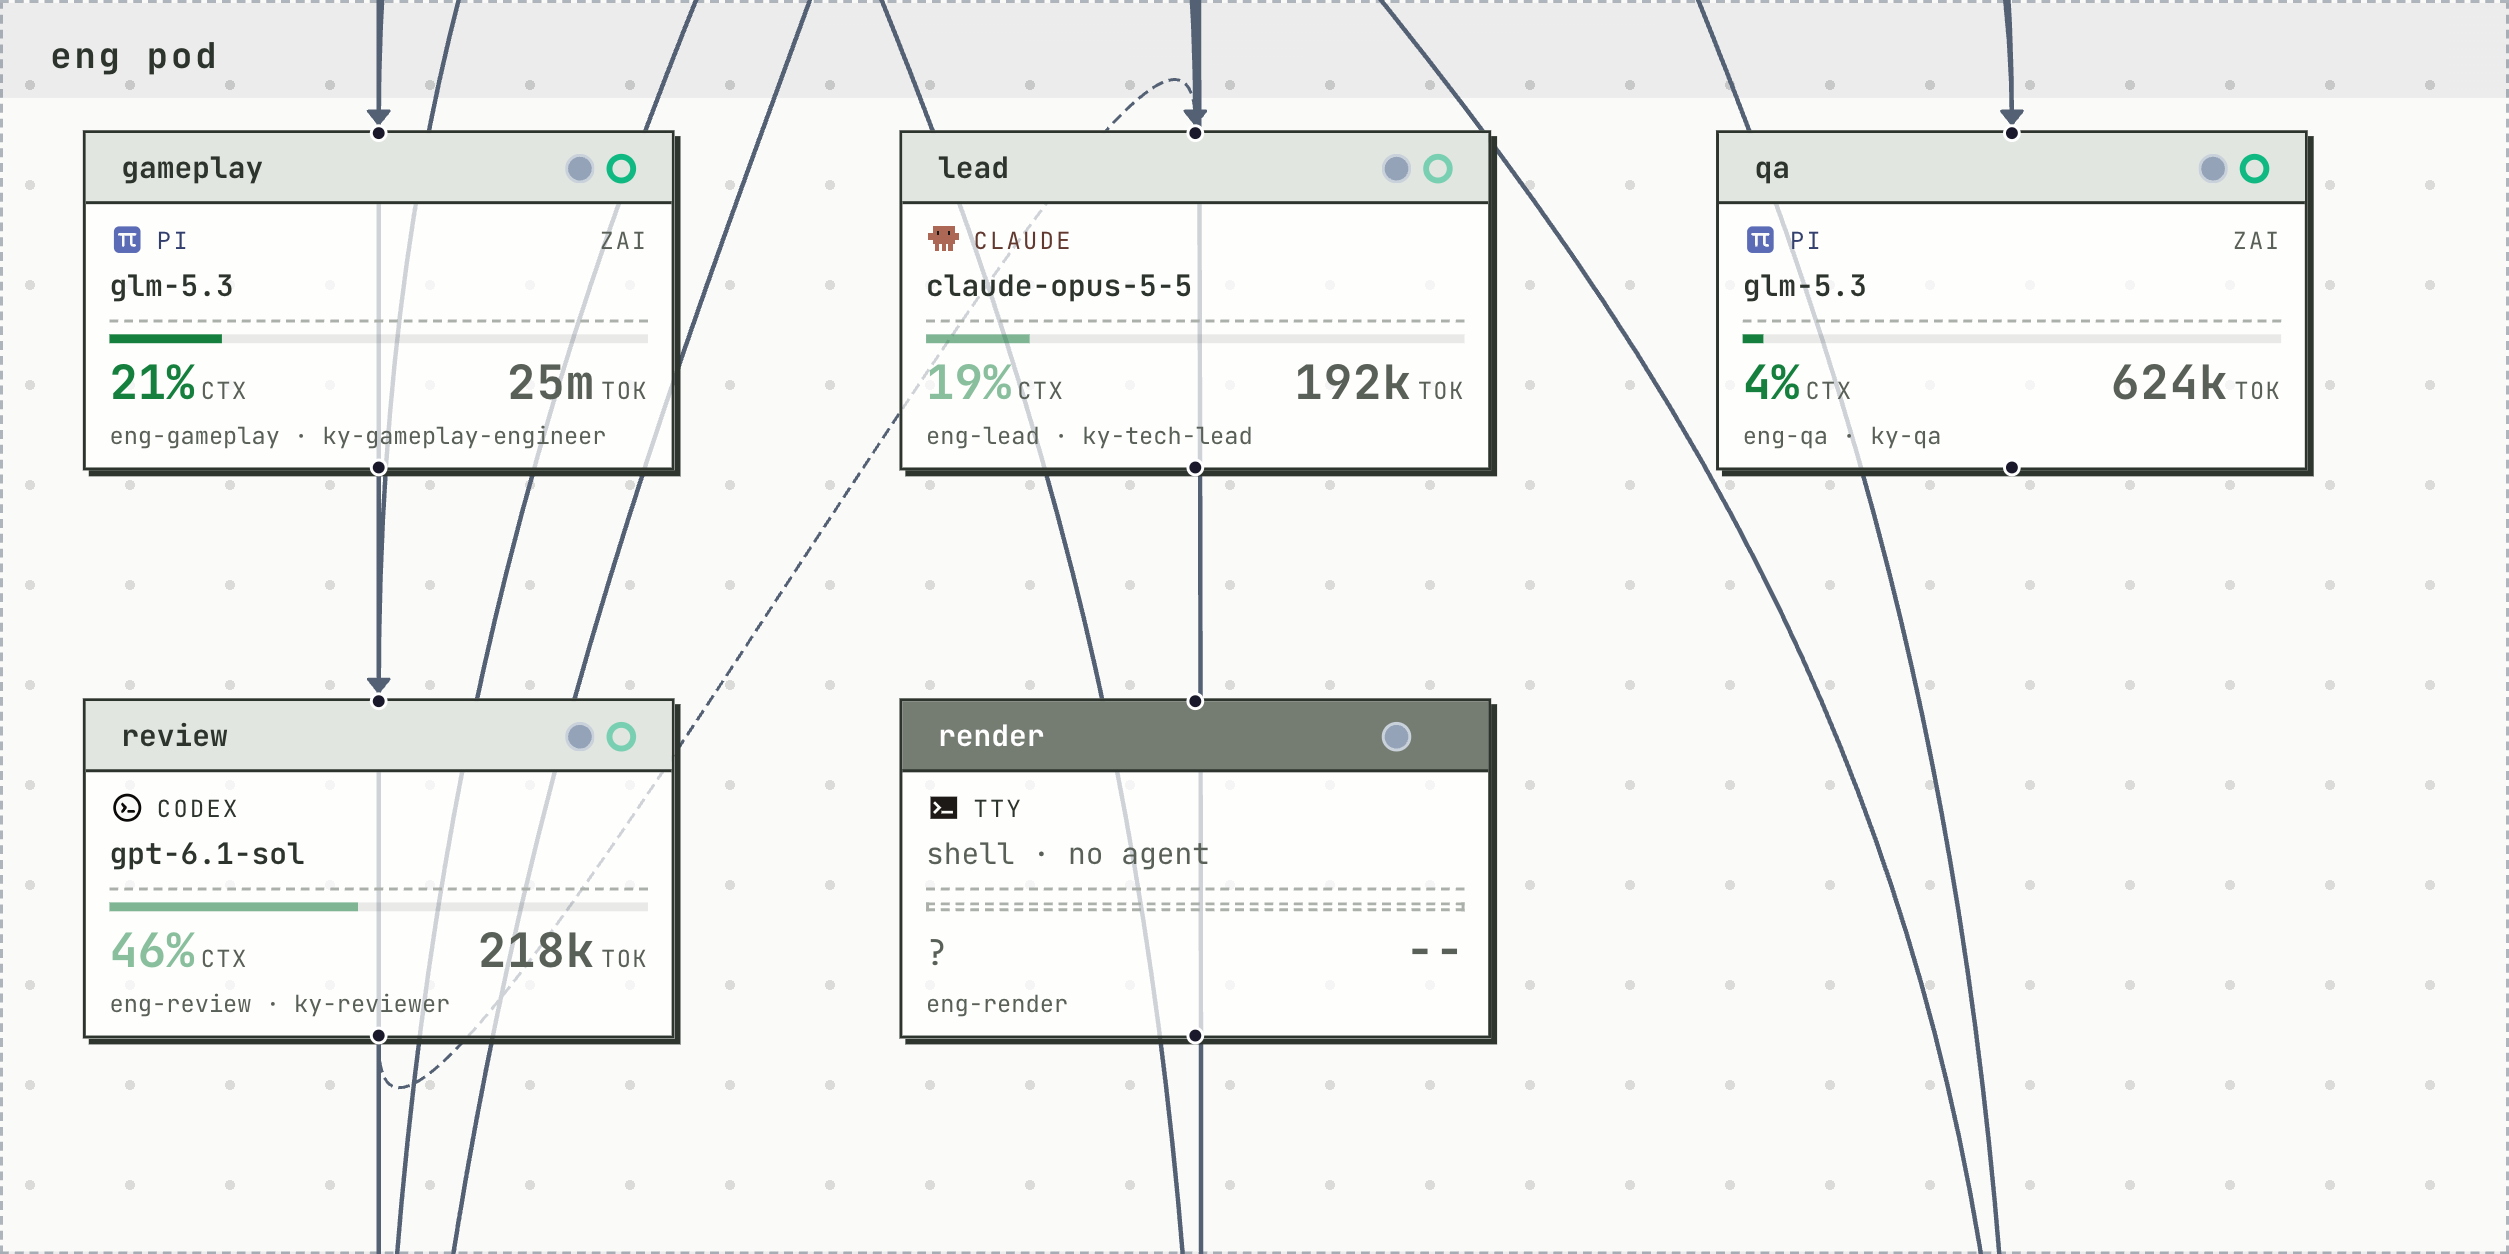 eng pod
gameplay
π PI ZAI
glm-5.3
21% CTX 25m TOK
eng-gameplay · ky-gameplay-engineer
lead
CLAUDE
claude-opus-5-5
19% CTX 192k TOK
eng-lead · ky-tech-lead
qa
π PI ZAI
glm-5.3
4% CTX 624k TOK
eng-qa · ky-qa
review
CODEX
gpt-6.1-sol
46% CTX 218k TOK
eng-review · ky-reviewer
render
TTY
shell · no agent
? --
eng-render